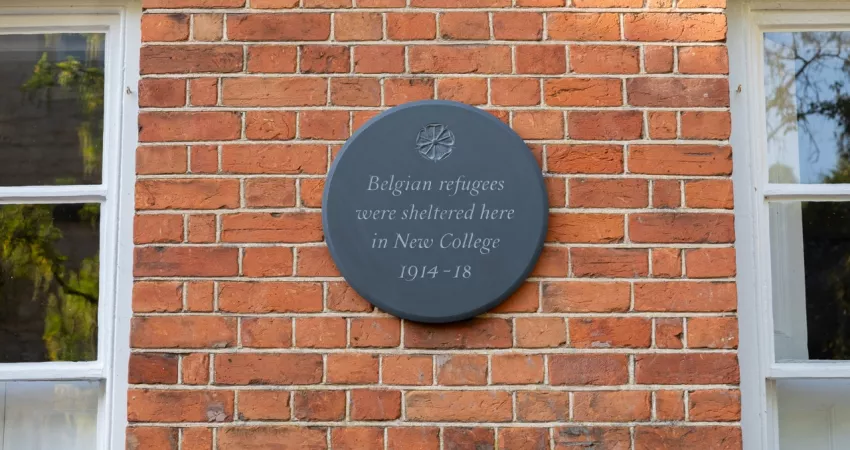 Belgian refugees
were sheltered here
in New College
1914–18